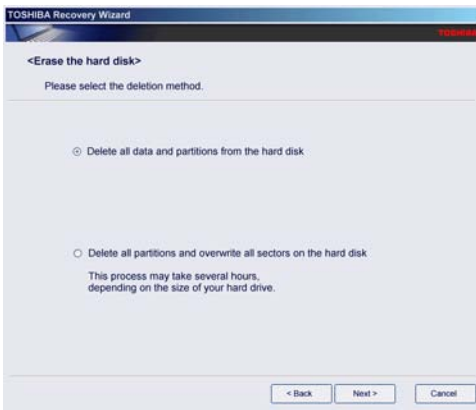 TOSHIBA Recovery Wizard
TOSHIBA
<Erase the hard disk>
Please select the deletion method.
Delete all data and partitions from the hard disk
Delete all partitions and overwrite all sectors on the hard disk
This process may take several hours,
depending on the size of your hard drive.
< Back Next > Cancel